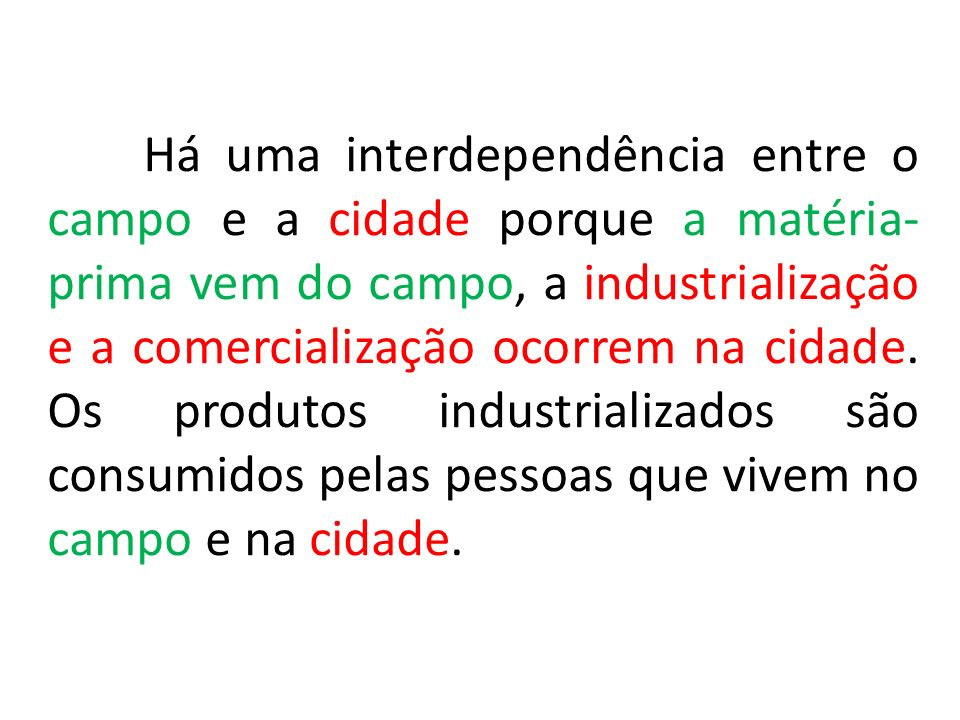 Há uma interdependência entre o
campo e a cidade porque a matéria-
prima vem do campo, a industrialização
e a comercialização ocorrem na cidade.
Os produtos industrializados são
consumidos pelas pessoas que vivem no
campo e na cidade.